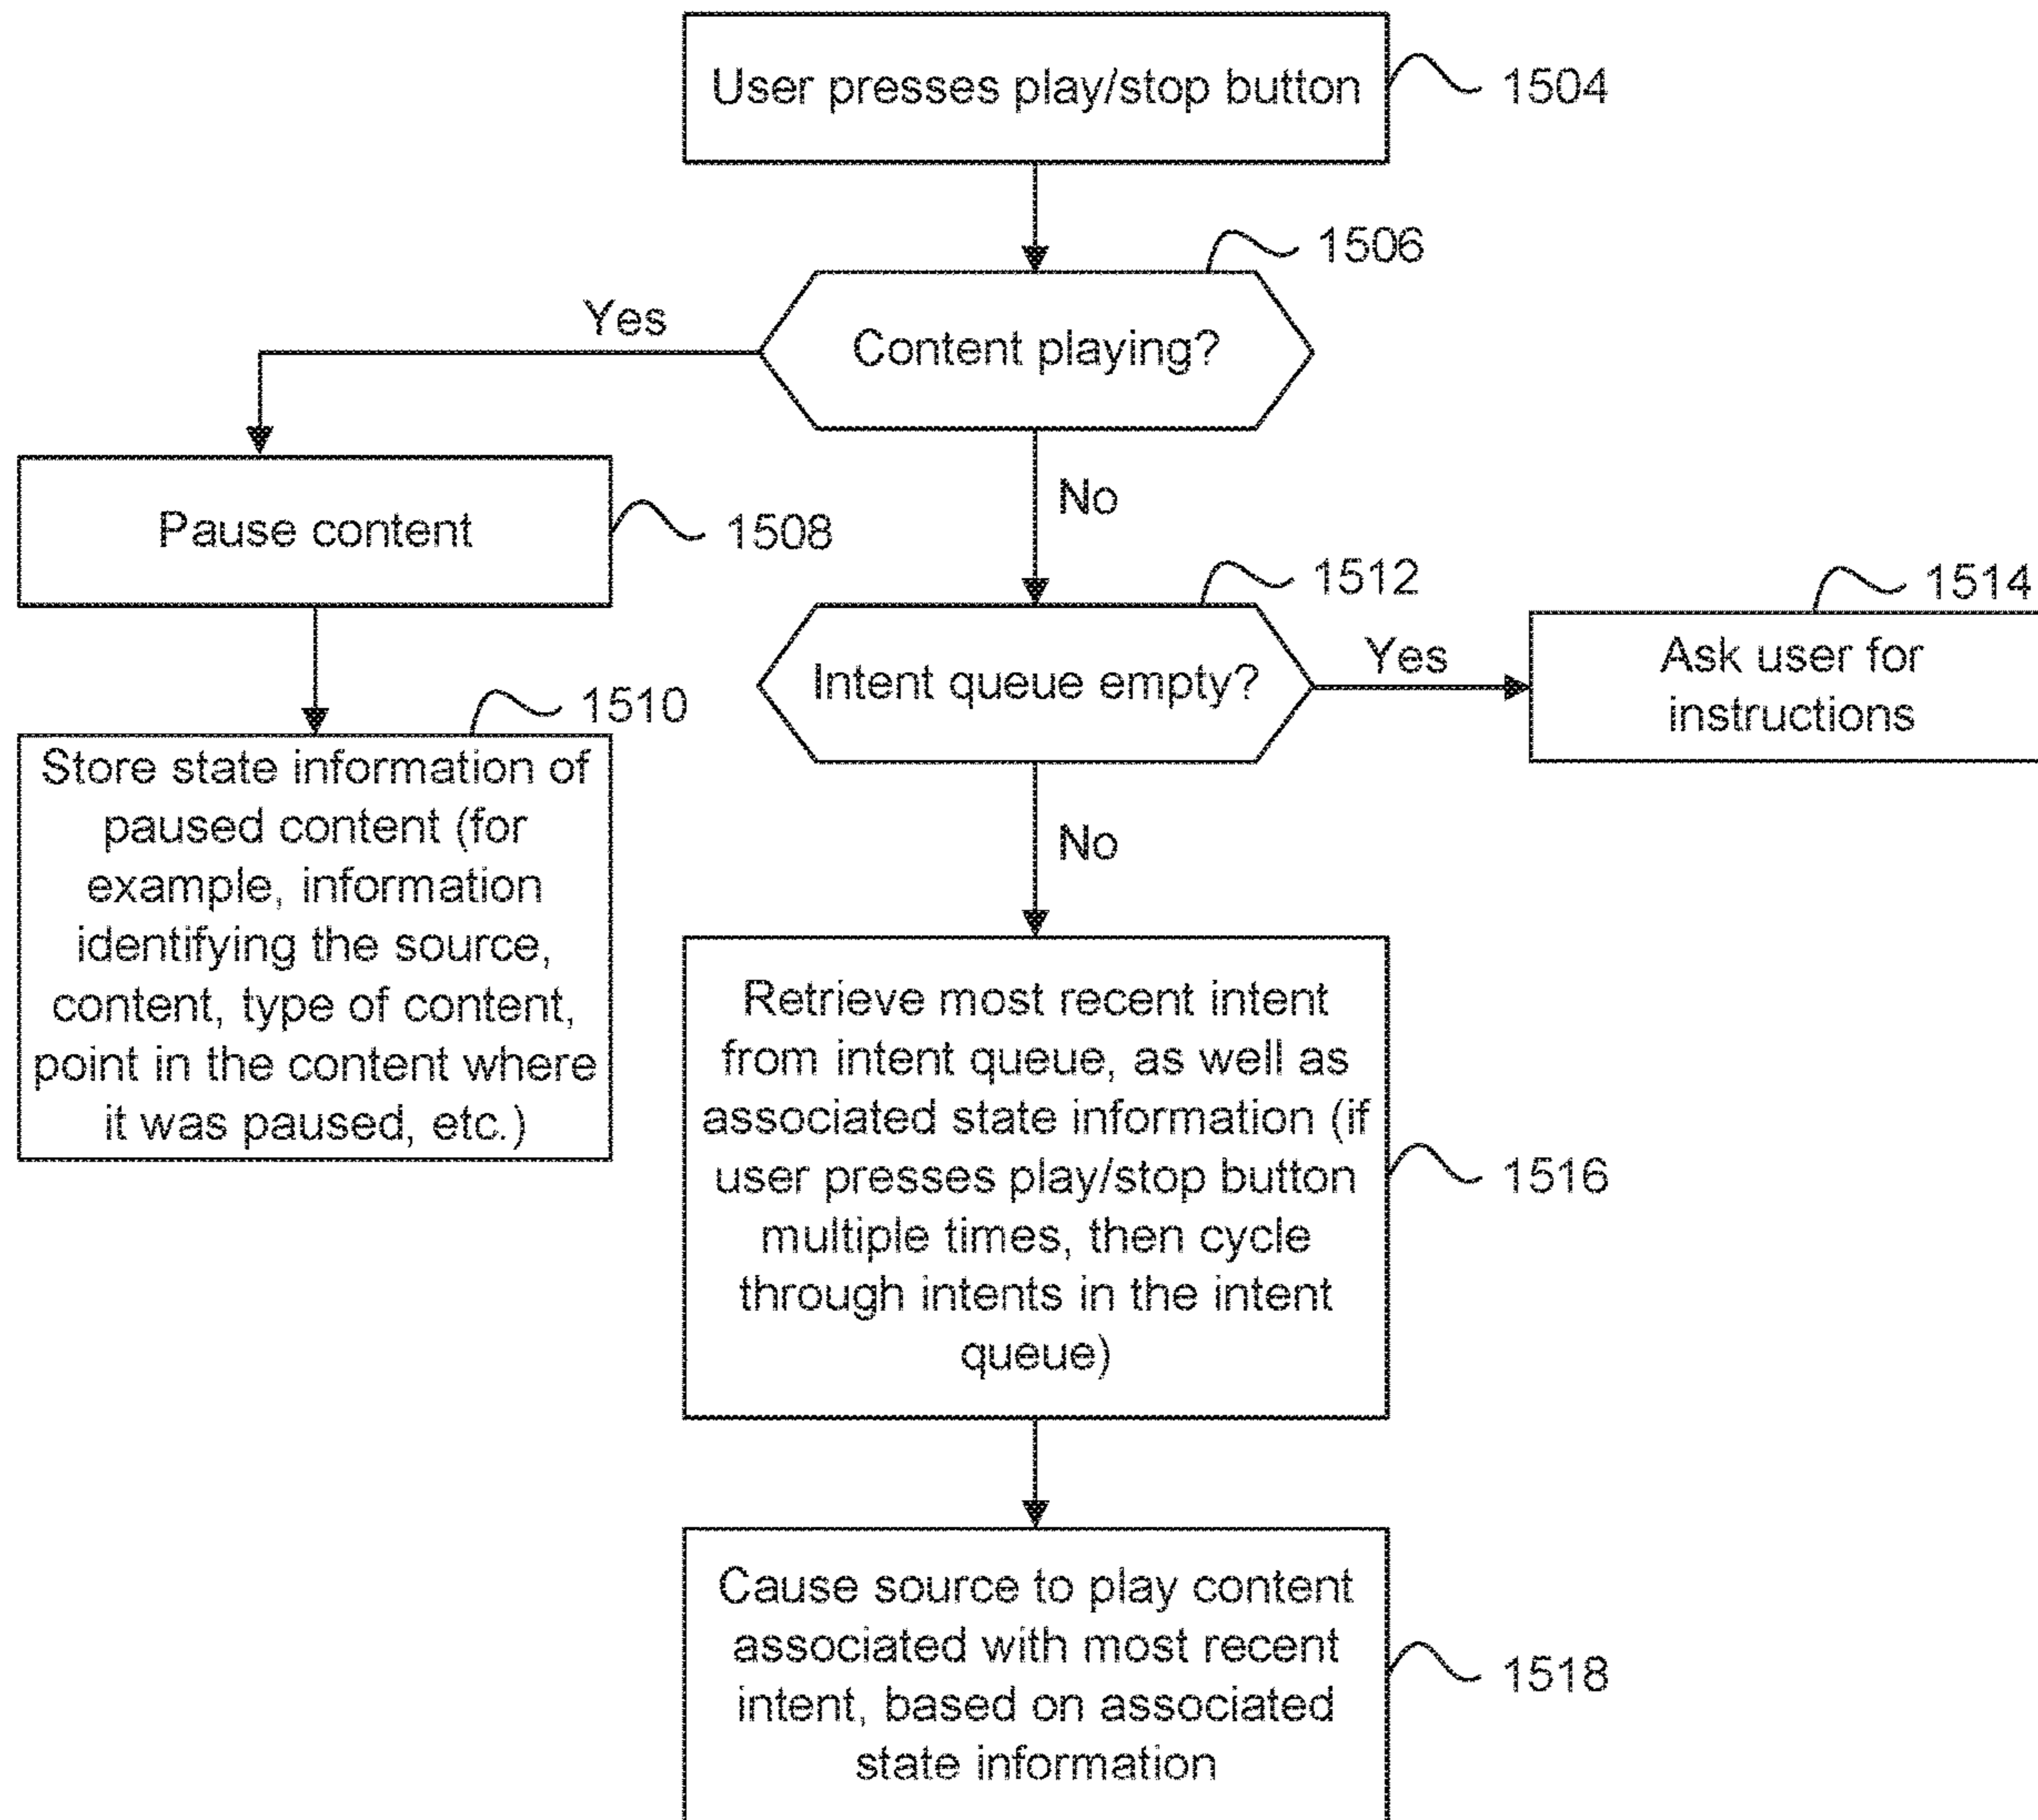 User presses play/stop button
1504
1506
Content playing?
Yes
No
Pause content
1508
1512
Intent queue empty?
Yes
1514
Ask user for
instructions
1510
Store state information of
paused content (for
example, information
identifying the source,
content, type of content,
point in the content where
it was paused, etc.)
No
Retrieve most recent intent
from intent queue, as well as
associated state information (if
user presses play/stop button
multiple times, then cycle
through intents in the intent
queue)
1516
Cause source to play content
associated with most recent
intent, based on associated
state information
1518